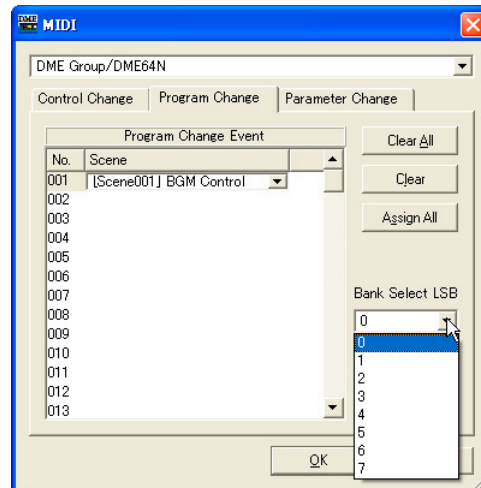 DME MIDI
DME Group/DME64N
Control Change Program Change Parameter Change
Program Change Event
No. Scene
001 [Scene001] BGM Control
002
003
004
005
006
007
008
009
010
011
012
013
Clear All
Clear
Assign All
Bank Select LSB
0
0
1
2
3
4
5
6
7
OK